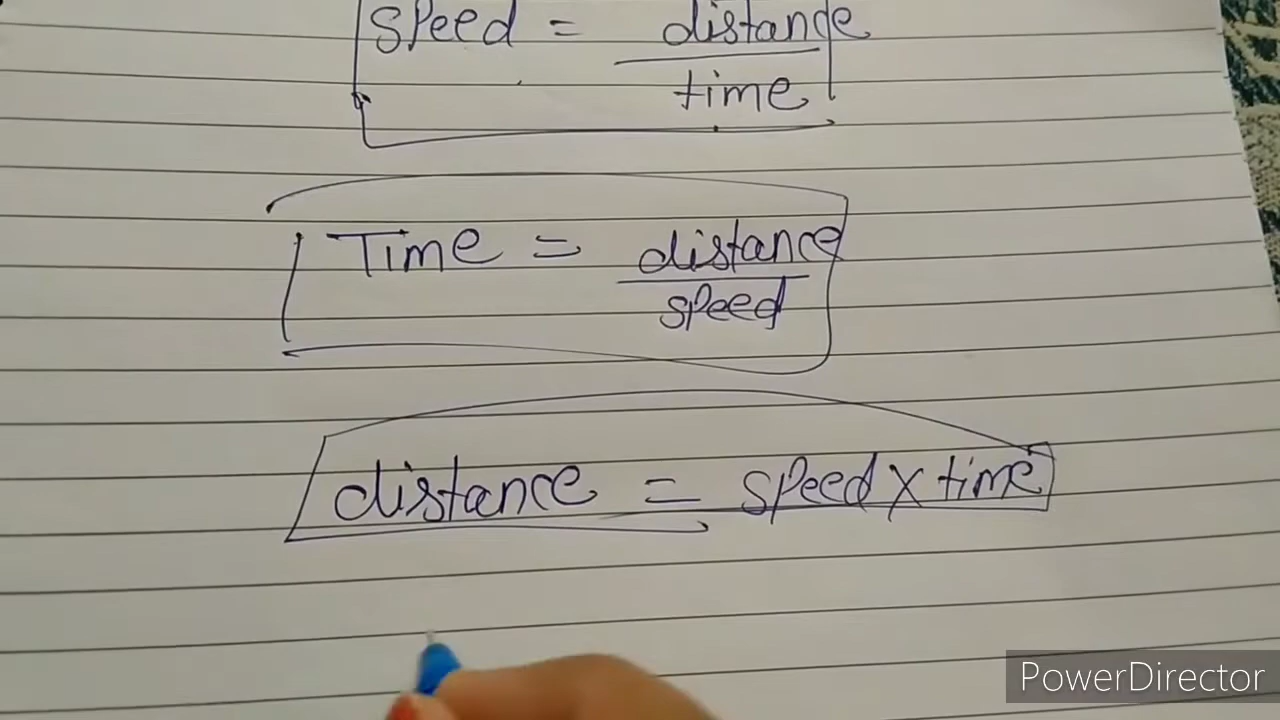 speed = distance
time
Time = distance
speed
distance = speed x time
PowerDirector